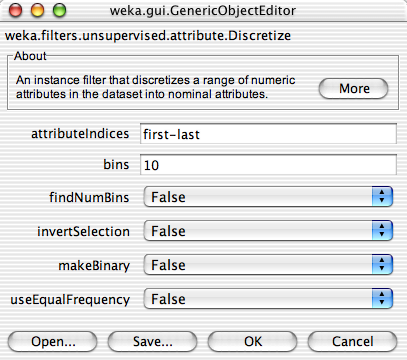 weka.gui.GenericObjectEditor
weka.filters.unsupervised.attribute.Discretize
About
An instance filter that discretizes a range of numeric
attributes in the dataset into nominal attributes.
More
attributeIndices first-last
bins 10
findNumBins False
invertSelection False
makeBinary False
useEqualFrequency False
Open... Save... OK Cancel